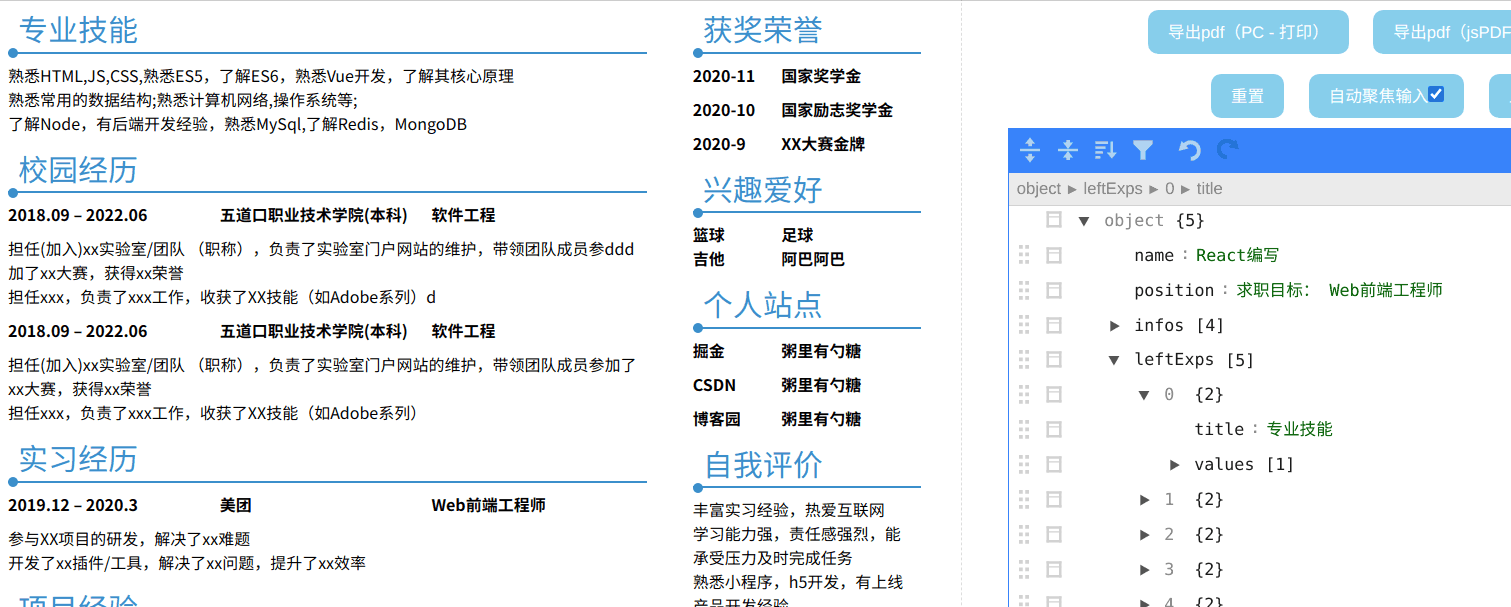 专业技能
熟悉HTML,JS,CSS,熟悉ES5，了解ES6，熟悉Vue开发，了解其核心原理
熟悉常用的数据结构;熟悉计算机网络,操作系统等;
了解Node，有后端开发经验，熟悉MySql,了解Redis，MongoDB
校园经历
2018.09 – 2022.06 五道口职业技术学院(本科) 软件工程
担任(加入)xx实验室/团队 （职称），负责了实验室门户网站的维护，带领团队成员参ddd
加了xx大赛，获得xx荣誉
担任xxx，负责了xxx工作，收获了XX技能（如Adobe系列）d
2018.09 – 2022.06 五道口职业技术学院(本科) 软件工程
担任(加入)xx实验室/团队 （职称），负责了实验室门户网站的维护，带领团队成员参加了
xx大赛，获得xx荣誉
担任xxx，负责了xxx工作，收获了XX技能（如Adobe系列）
实习经历
2019.12 – 2020.3 美团 Web前端工程师
参与XX项目的研发，解决了xx难题
开发了xx插件/工具，解决了xx问题，提升了xx效率
项目经验
获奖荣誉
2020-11 国家奖学金
2020-10 国家励志奖学金
2020-9 XX大赛金牌
兴趣爱好
篮球 足球
吉他 阿巴阿巴
个人站点
掘金 粥里有勺糖
CSDN 粥里有勺糖
博客园 粥里有勺糖
自我评价
丰富实习经验，热爱互联网
学习能力强，责任感强烈，能
承受压力及时完成任务
熟悉小程序，h5开发，有上线
产品开发经验
导出pdf（PC - 打印） 导出pdf（jsPDF
重置 自动聚焦输入
object ► leftExps ► 0 ► title
object {5}
name : React编写
position : 求职目标： Web前端工程师
infos [4]
leftExps [5]
0 {2}
title : 专业技能
values [1]
1 {2}
2 {2}
3 {2}
4 {2}